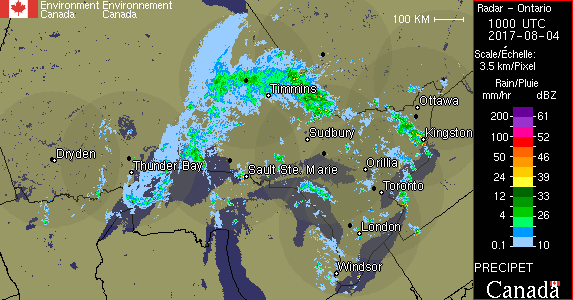 Environment Environnement
Canada Canada
100 KM
Timmins
Ottawa
Sudbury
Kingston
Dryden
Thunder Bay
Sault Ste. Marie
Orillia
Toronto
London
Windsor
Radar - Ontario
1000 UTC
2017-08-04
Scale/Échelle:
3.5 km/Pixel
Rain/Pluie
mm/hr dBZ
200 61
100 52
50 46
24 39
12 33
4 26
0.1 10
PRECIPET
Canada